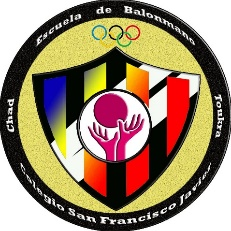 Escuela de Balonmano
Chad
Toukra
Colegio San Francisco Javier